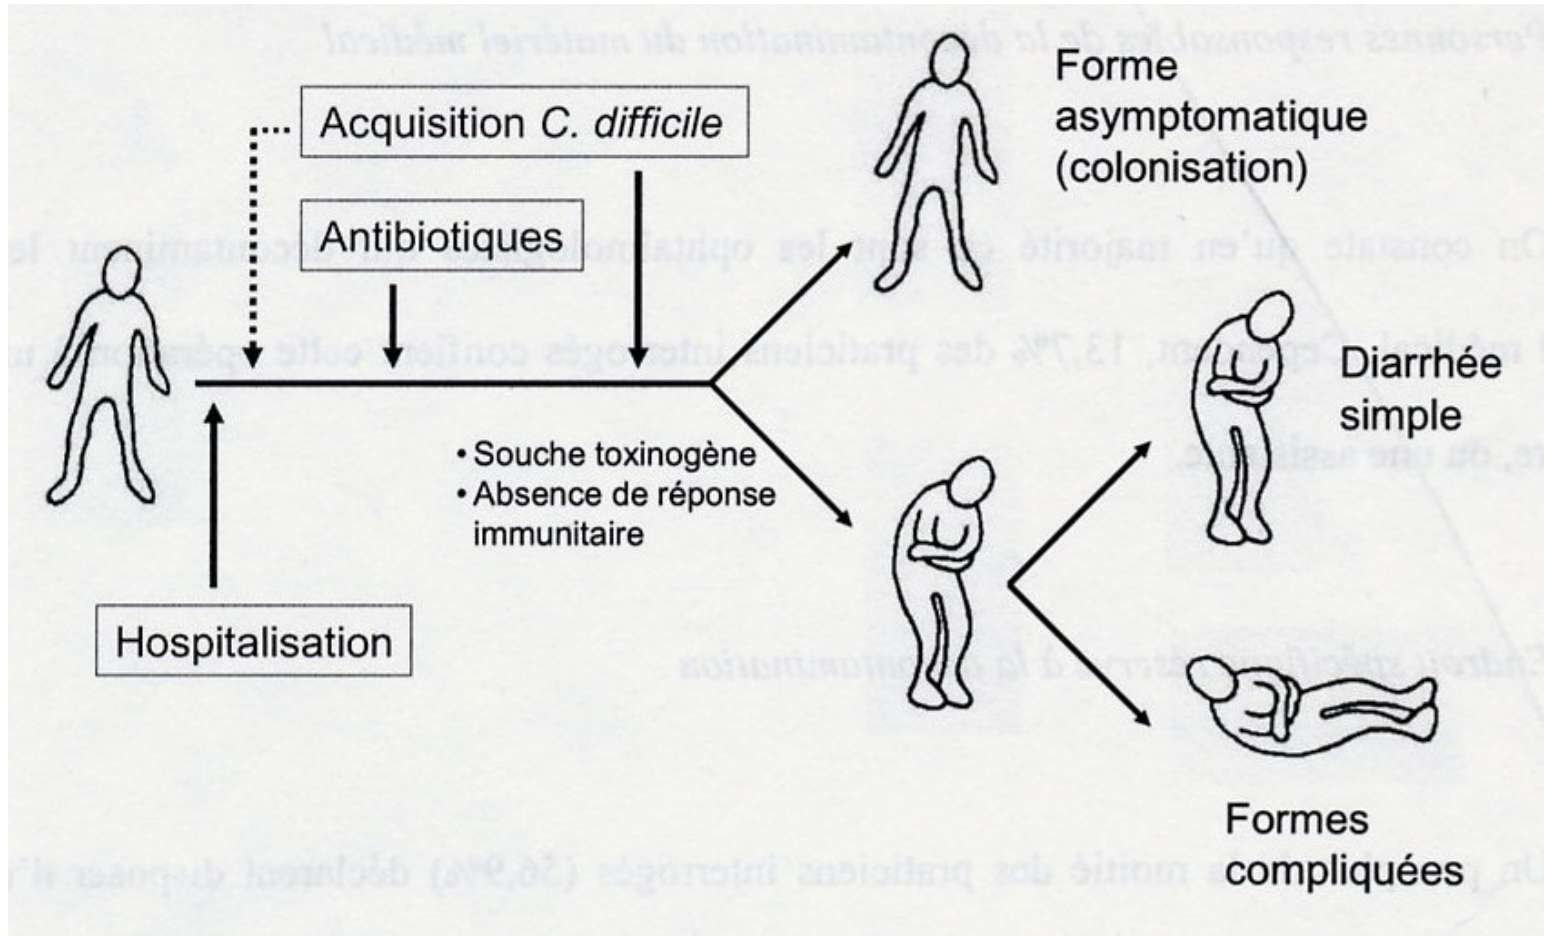 Forme
asymptomatique
(colonisation)
Acquisition C. difficile
Antibiotiques
Diarrhée
simple
• Souche toxinogène
• Absence de réponse
immunitaire
Hospitalisation
Formes
compliquées